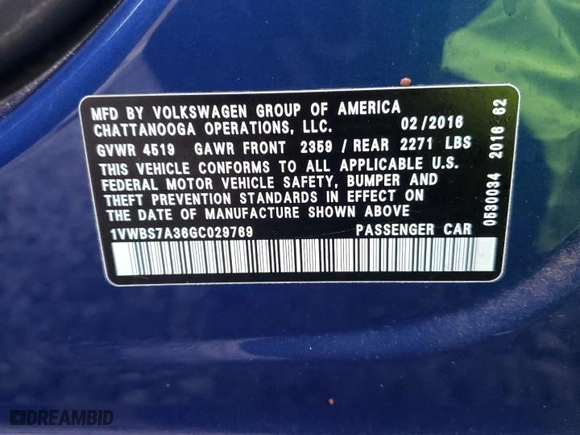 MFD BY VOLKSWAGEN GROUP OF AMERICA
CHATTANOOGA OPERATIONS, LLC. 02/2016
GVWR 4519 GAWR FRONT 2359 / REAR 2271 LBS
THIS VEHICLE CONFORMS TO ALL APPLICABLE U.S.
FEDERAL MOTOR VEHICLE SAFETY, BUMPER AND
THEFT PREVENTION STANDARDS IN EFFECT ON
THE DATE OF MANUFACTURE SHOWN ABOVE
1VWBS7A36GC029769 PASSENGER CAR
0530034 2016 62
DREAMBID